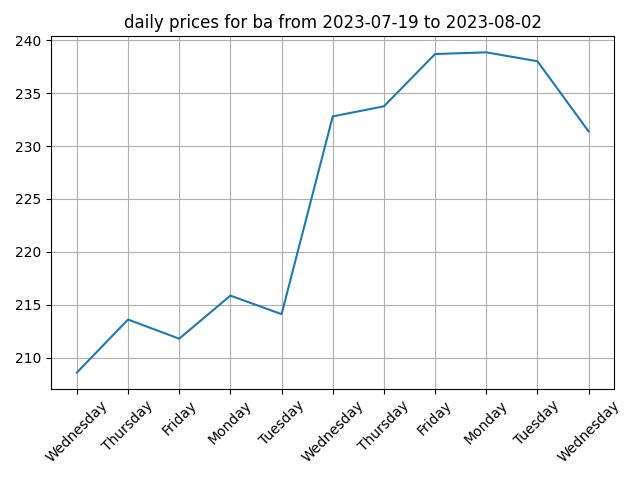 daily prices for ba from 2023-07-19 to 2023-08-02
240
235
230
225
220
215
210
Wednesday
Thursday
Friday
Monday
Tuesday
Wednesday
Thursday
Friday
Monday
Tuesday
Wednesday